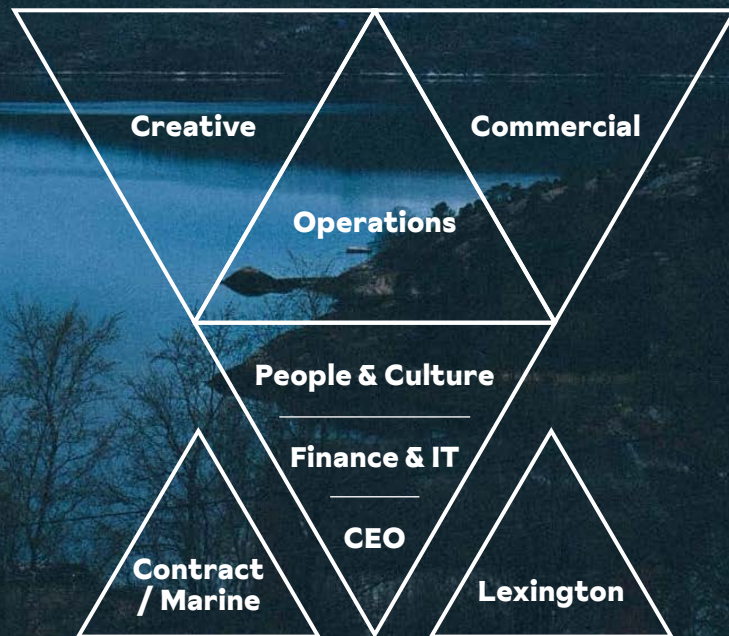 Creative
Commercial
Operations
People & Culture
Finance & IT
CEO
Contract
/ Marine
Lexington